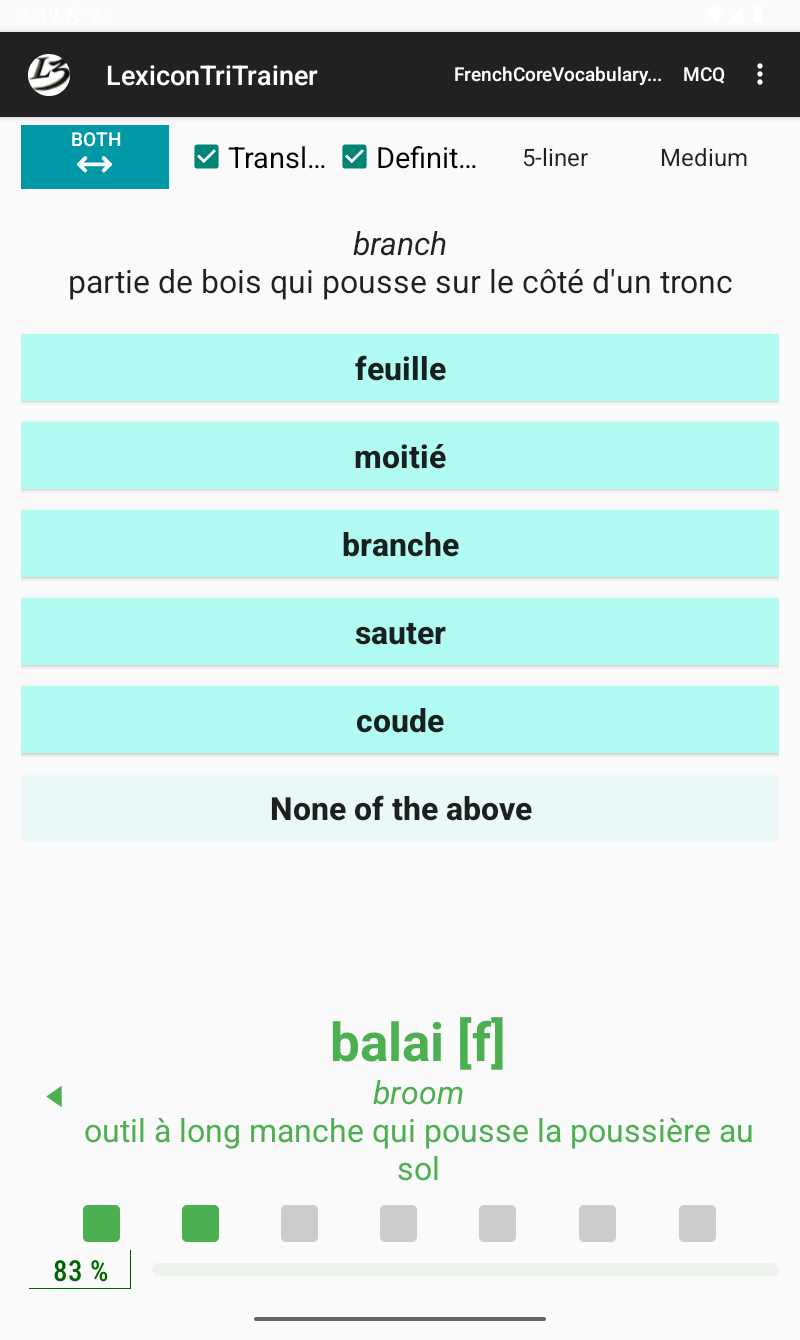 5:19
LexiconTriTrainer
FrenchCoreVocabulary...
MCQ
BOTH
Transl...
Definit...
5-liner
Medium
branch
partie de bois qui pousse sur le côté d'un tronc
feuille
moitié
branche
sauter
coude
None of the above
balai [f]
broom
outil à long manche qui pousse la poussière au
sol
83 %